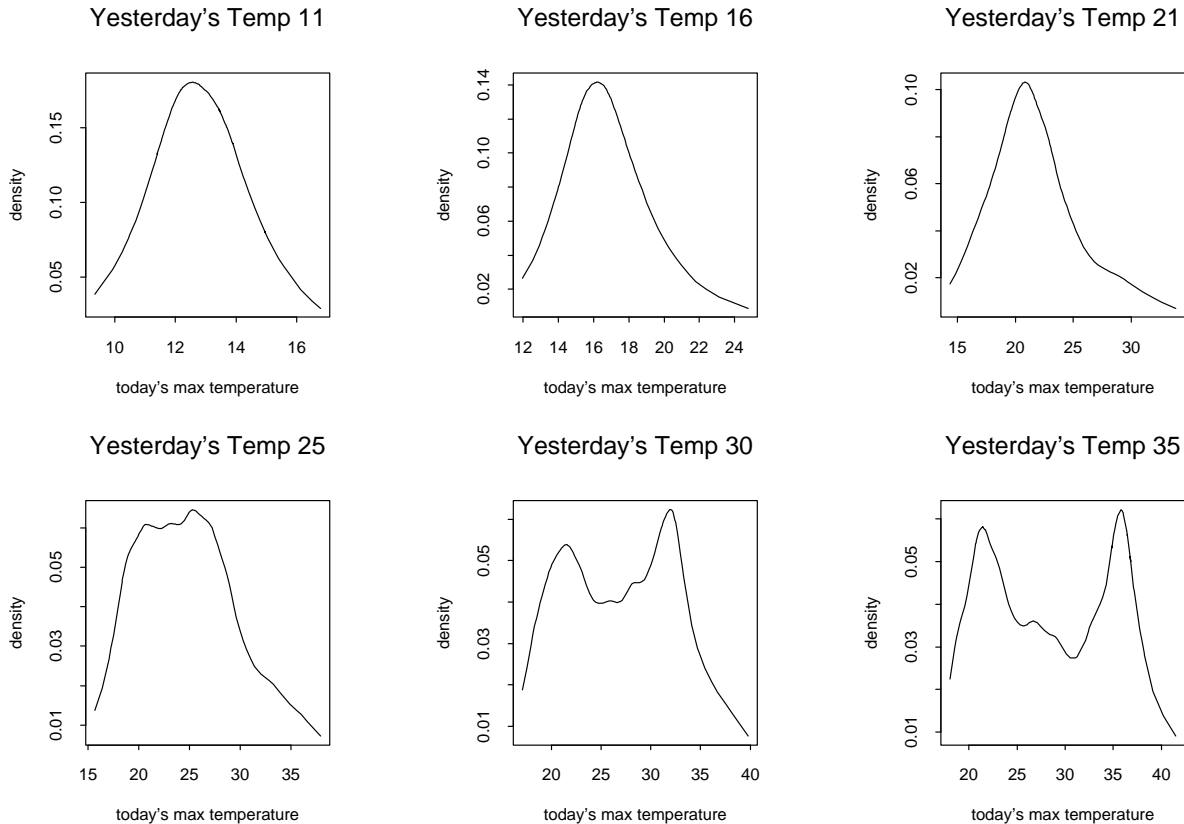 Yesterday's Temp 11
density
0.05 0.10 0.15
10 12 14 16
today's max temperature
Yesterday's Temp 16
density
0.02 0.06 0.10 0.14
12 14 16 18 20 22 24
today's max temperature
Yesterday's Temp 21
density
0.02 0.06 0.10
15 20 25 30
today's max temperature
Yesterday's Temp 25
density
0.01 0.03 0.05
15 20 25 30 35
today's max temperature
Yesterday's Temp 30
density
0.01 0.03 0.05
20 25 30 35 40
today's max temperature
Yesterday's Temp 35
density
0.01 0.03 0.05
20 25 30 35 40
today's max temperature